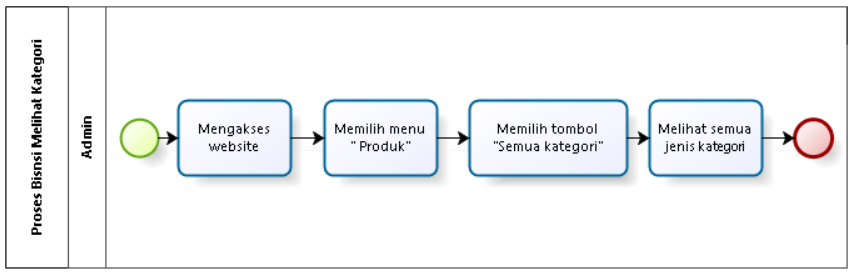 Proses Bisnsi Melihat Kategori
Admin
Mengakses
website
Memilih menu
" Produk"
Memilih tombol
"Semua kategori"
Melihat semua
jenis kategori